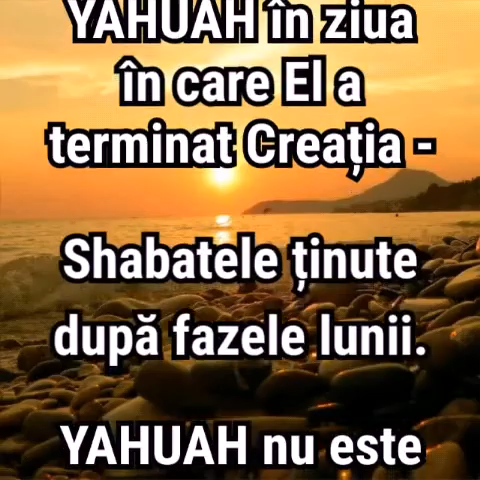 YAHUAH în ziua
în care El a
terminat Creația -
Shabatele ținute
după fazele lunii.
YAHUAH nu este